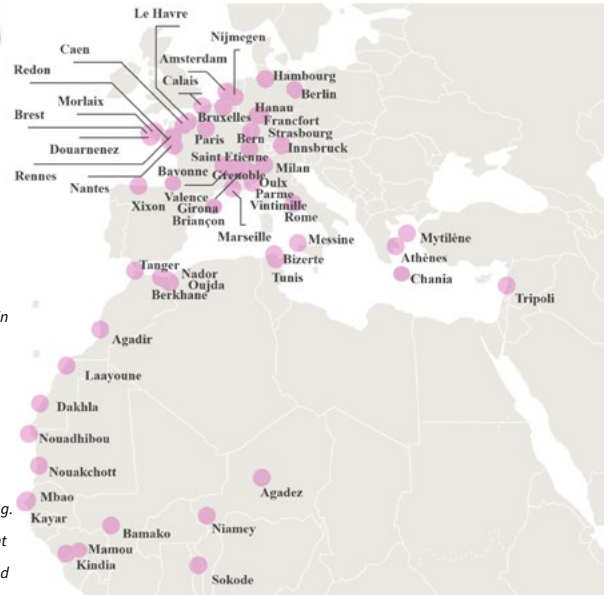 Le Havre
Nijmegen
Caen
Amsterdam
Redon
Calais
Hambourg
Berlin
Morlaix
Hanau
Brest
Bruxelles
Francfort
Strasbourg
Paris
Bern
Douarnenez
Innsbruck
Saint Etienne
Rennes
Bayonne
Grenoble
Milan
Nantes
Oulx
Valence
Parme
Xixon
Girona
Vintimille
Briançon
Rome
Marseille
Messine
Mytilène
Athènes
Bizerte
Tanger
Nador
Tunis
Chania
Oujda
Berkhane
Tripoli
in
Agadir
Laayoune
Dakhla
Nouadhibou
Nouakchott
Agadez
Mbao
g.
Kayar
Niamey
Bamako
nt
Mamou
Kindia
d
Sokode